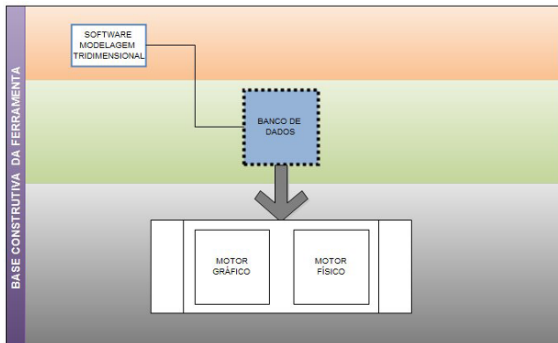 BASE CONSTRUTIVA DA FERRAMENTA
SOFTWARE
MODELAGEM
TRIDIMENSIONAL
BANCO DE
DADOS
MOTOR
GRÁFICO
MOTOR
FÍSICO